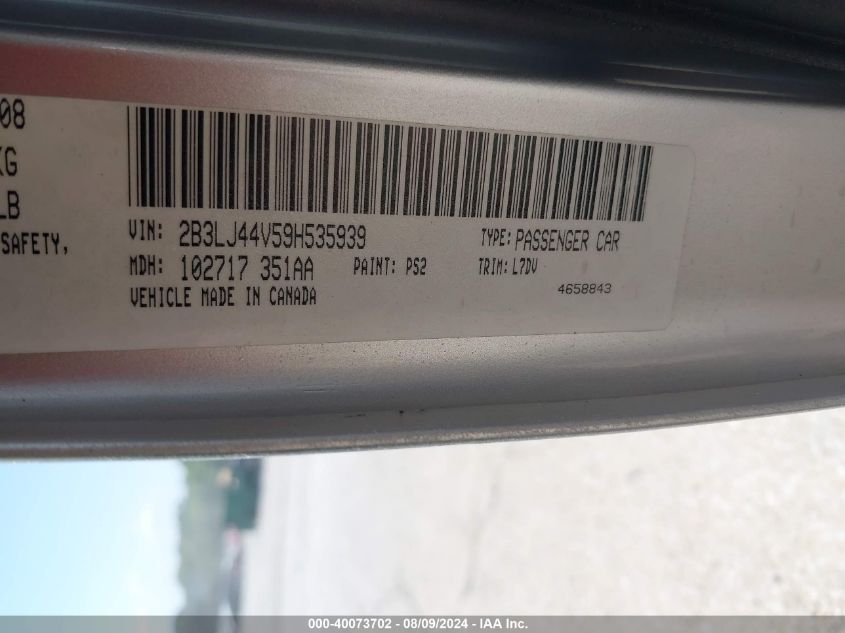 08
KG
LB
SAFETY,
VIN: 2B3LJ44V59H535939 TYPE: PASSENGER CAR
MDH: 102717 351AA PAINT: PS2 TRIM: L7DV
VEHICLE MADE IN CANADA 4658843
000-40073702 - 08/09/2024 - IAA Inc.